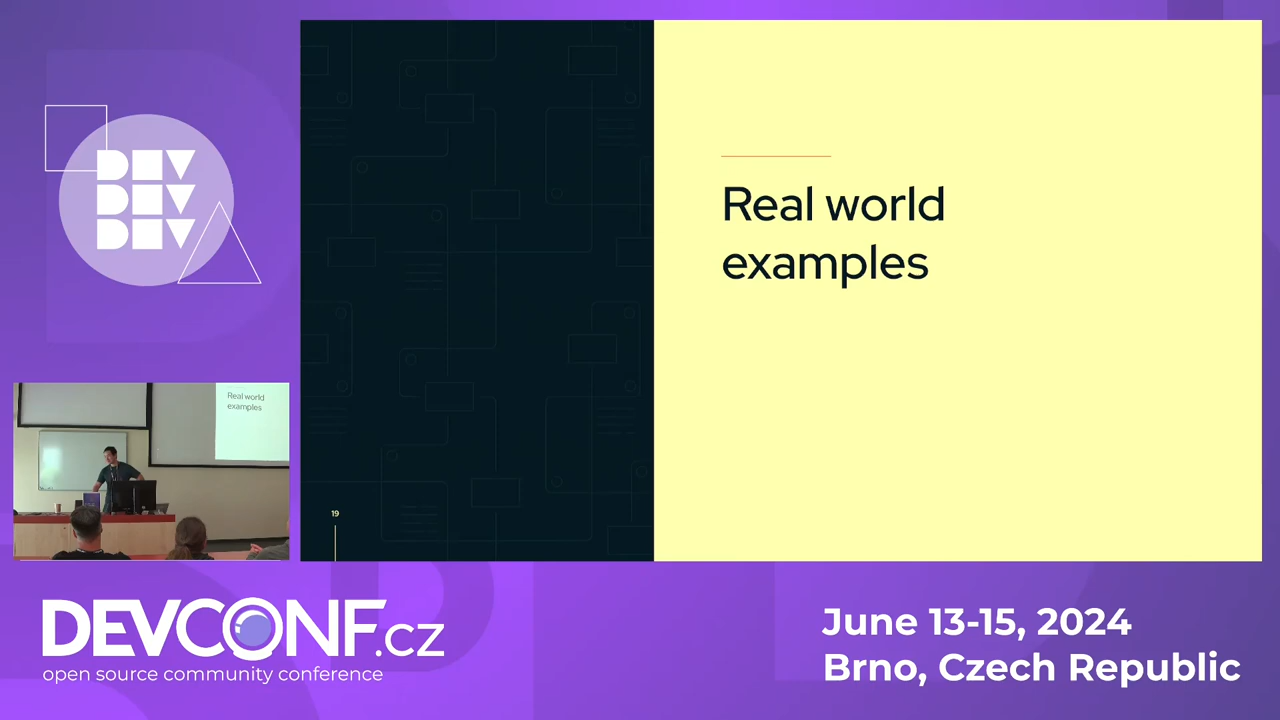 DEV
DEV
DEV
Real world
examples
19
Real world
examples
DEVCONF.cz
open source community conference
June 13-15, 2024
Brno, Czech Republic